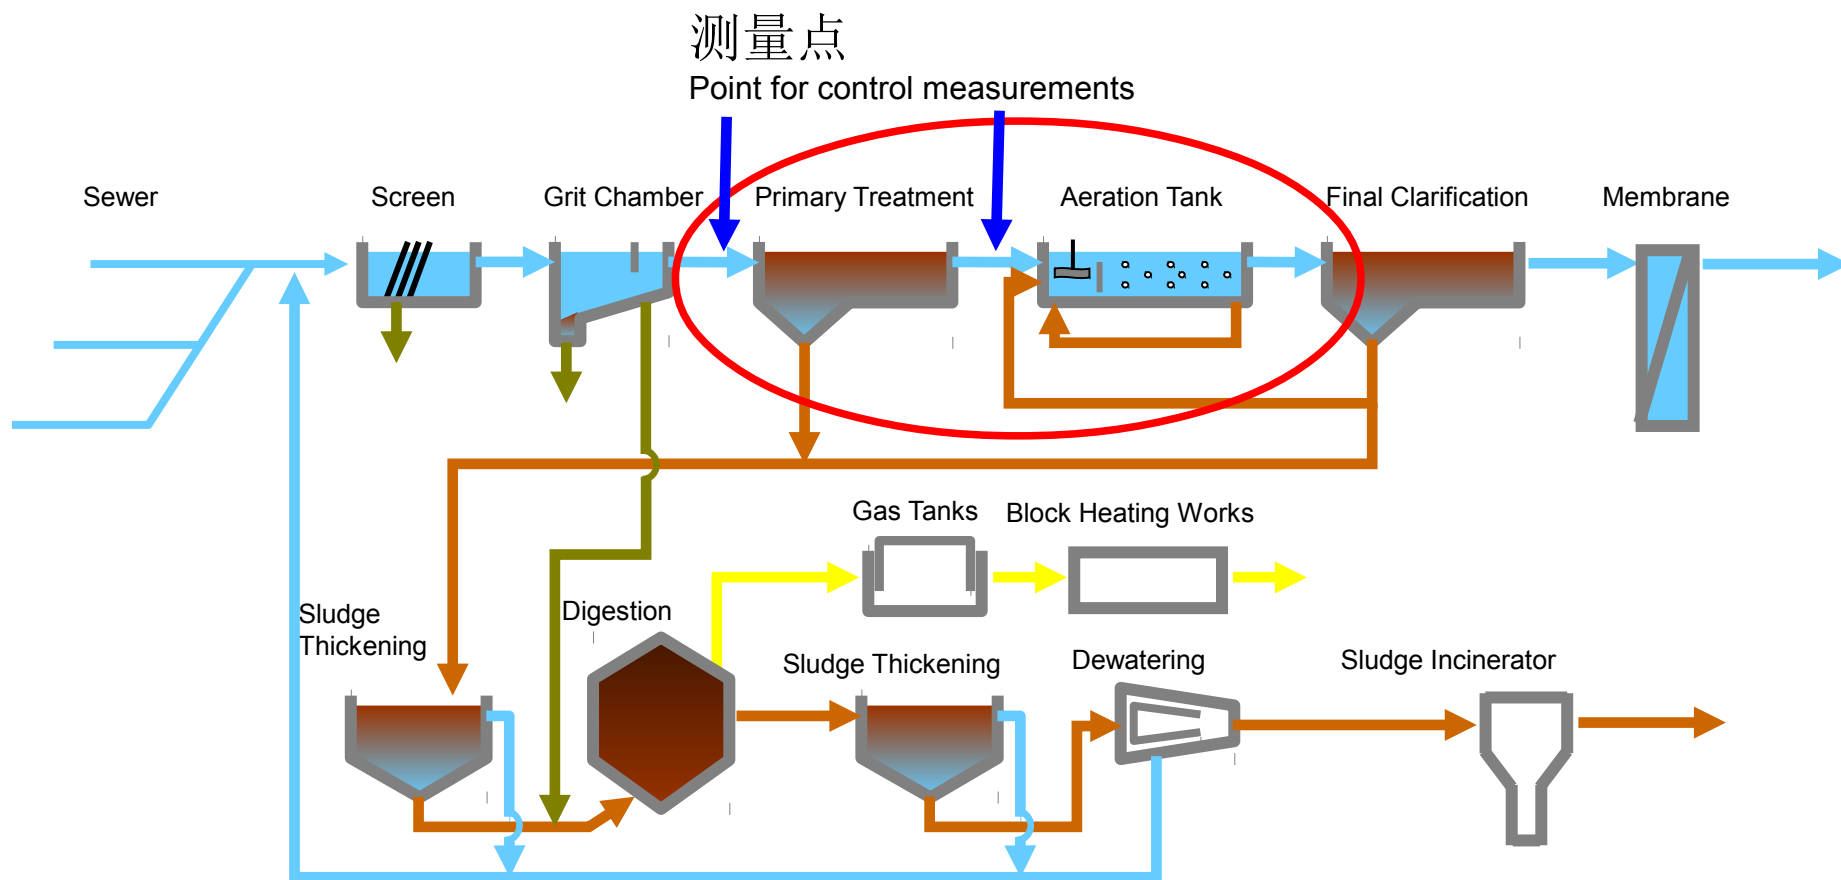 测量点
Point for control measurements
Sewer
Screen
Grit Chamber
Primary Treatment
Aeration Tank
Final Clarification
Membrane
Gas Tanks
Block Heating Works
Sludge
Thickening
Digestion
Sludge Thickening
Dewatering
Sludge Incinerator